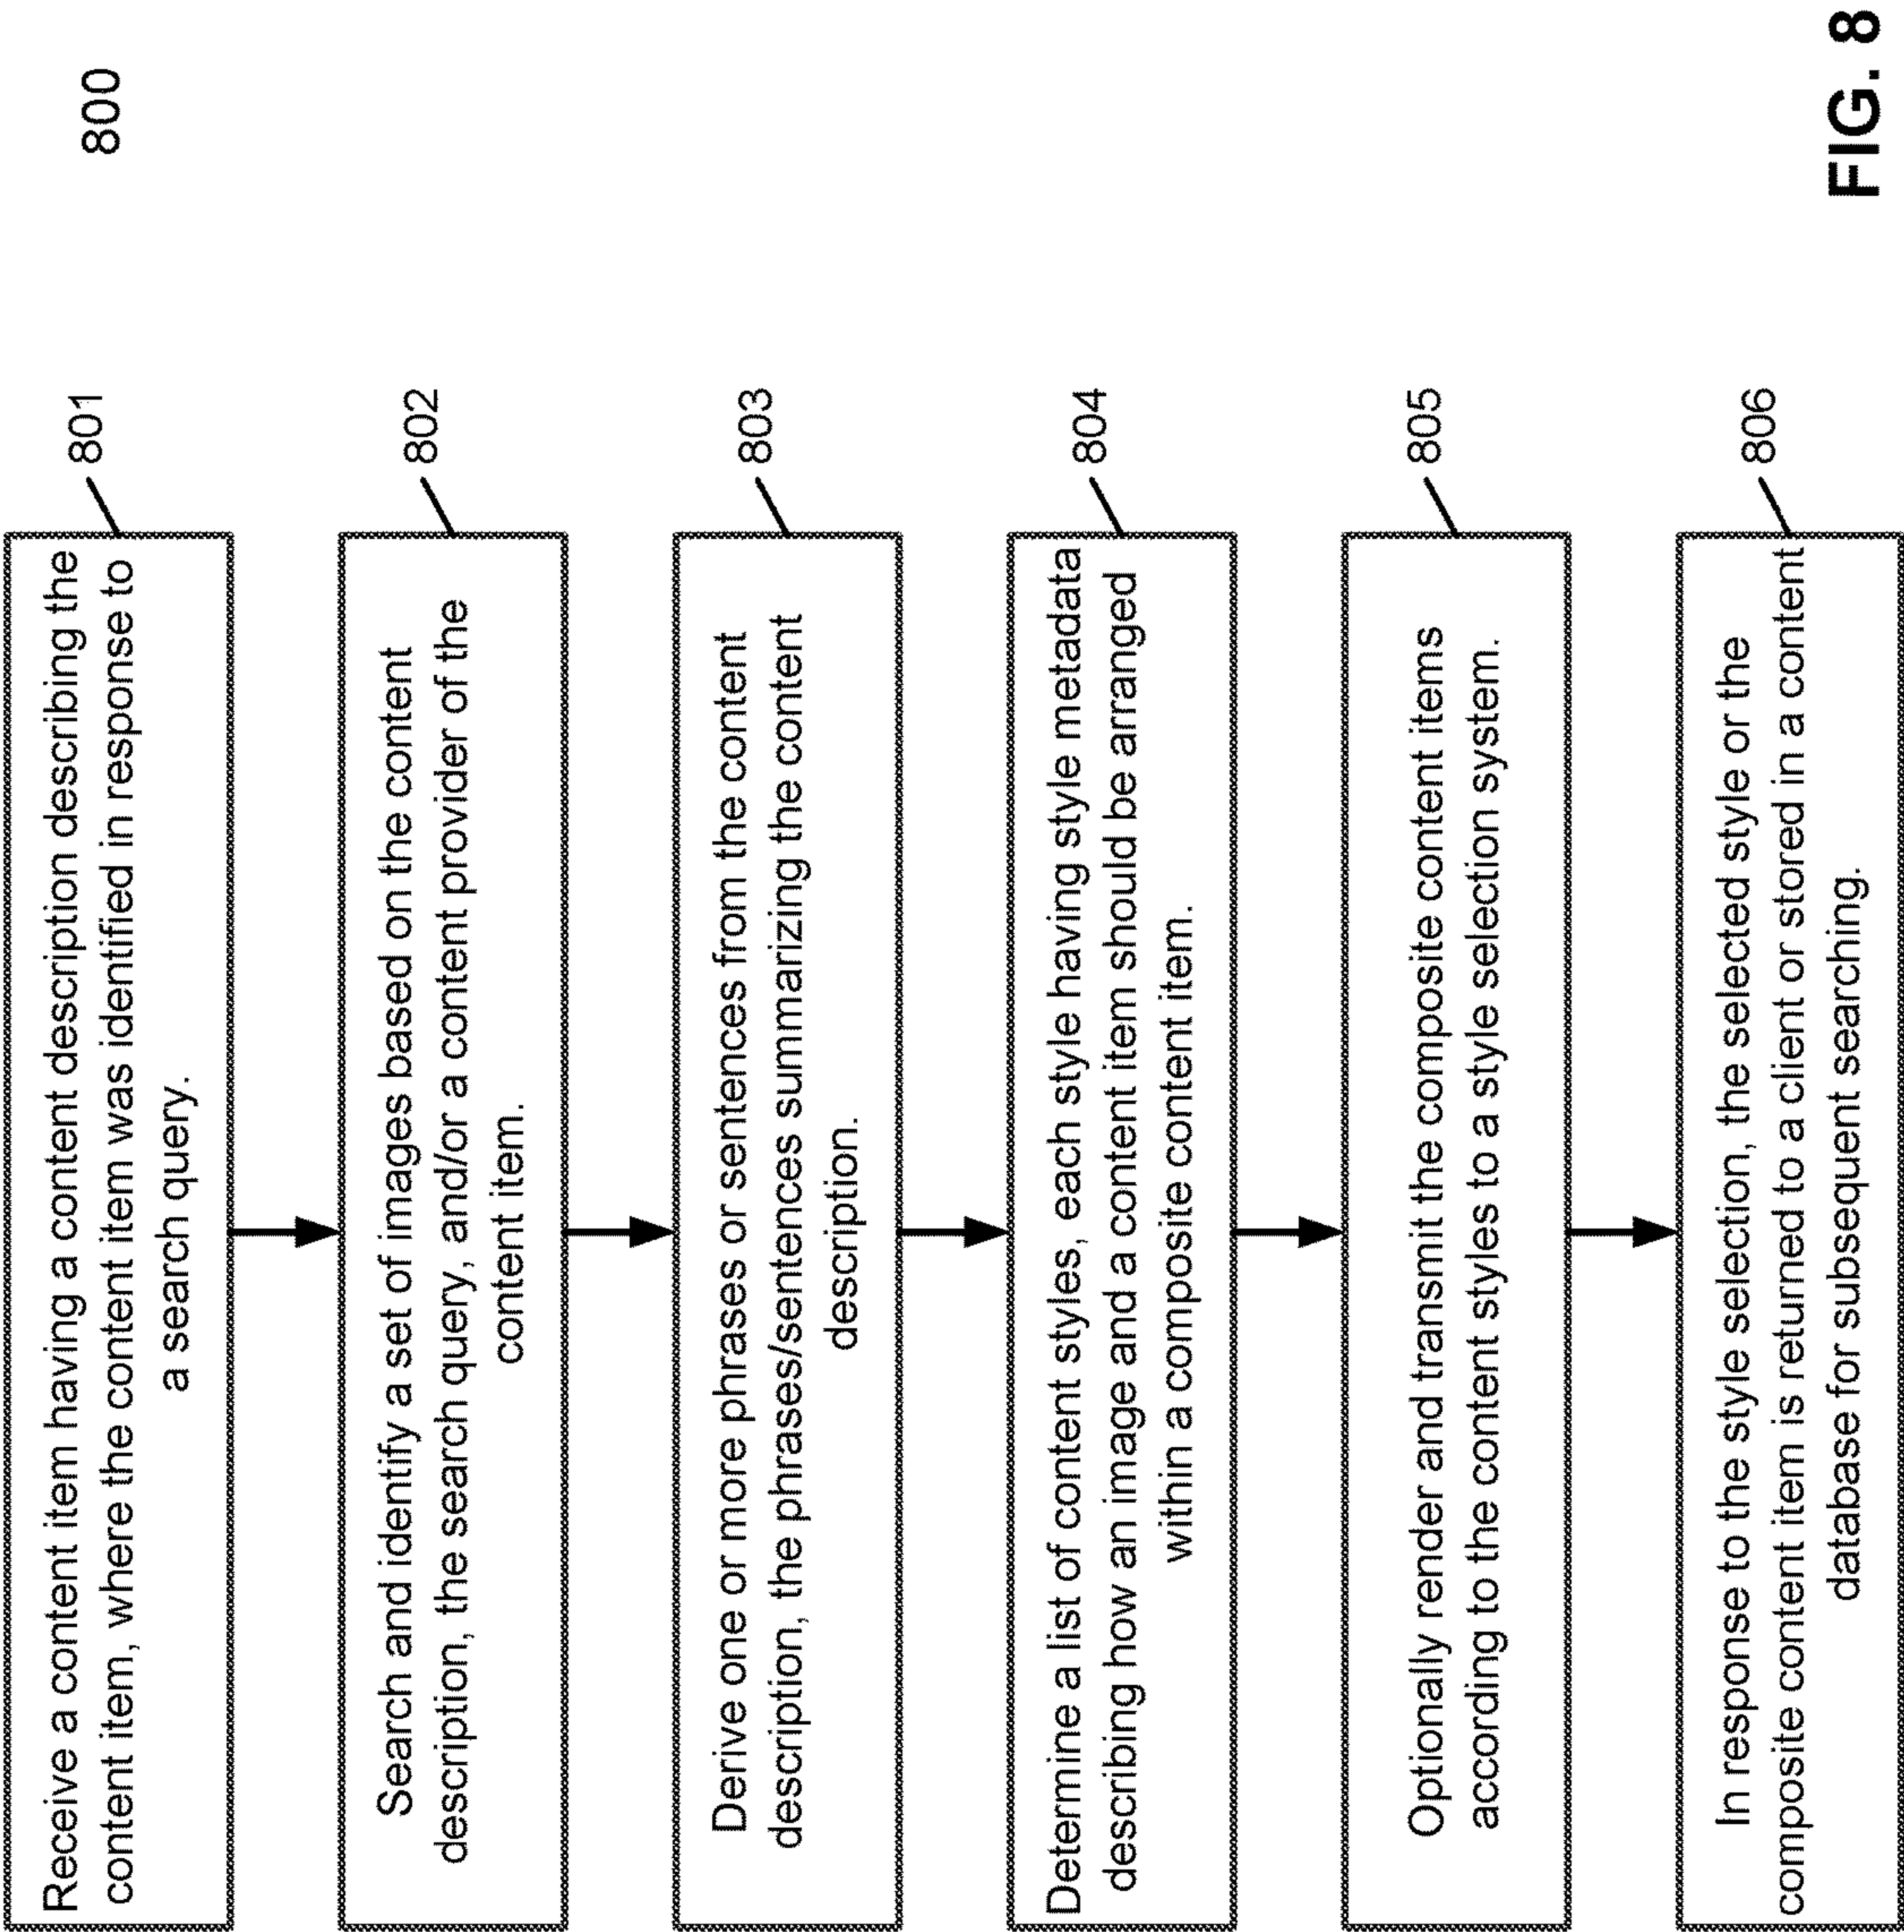 800
Receive a content item having a content description describing the
content item, where the content item was identified in response to
a search query.
801
Search and identify a set of images based on the content
description, the search query, and/or a content provider of the
content item.
802
Derive one or more phrases or sentences from the content
description, the phrases/sentences summarizing the content
description.
803
Determine a list of content styles, each style having style metadata
describing how an image and a content item should be arranged
within a composite content item.
804
Optionally render and transmit the composite content items
according to the content styles to a style selection system.
805
In response to the style selection, the selected style or the
composite content item is returned to a client or stored in a content
database for subsequent searching.
806
FIG. 8